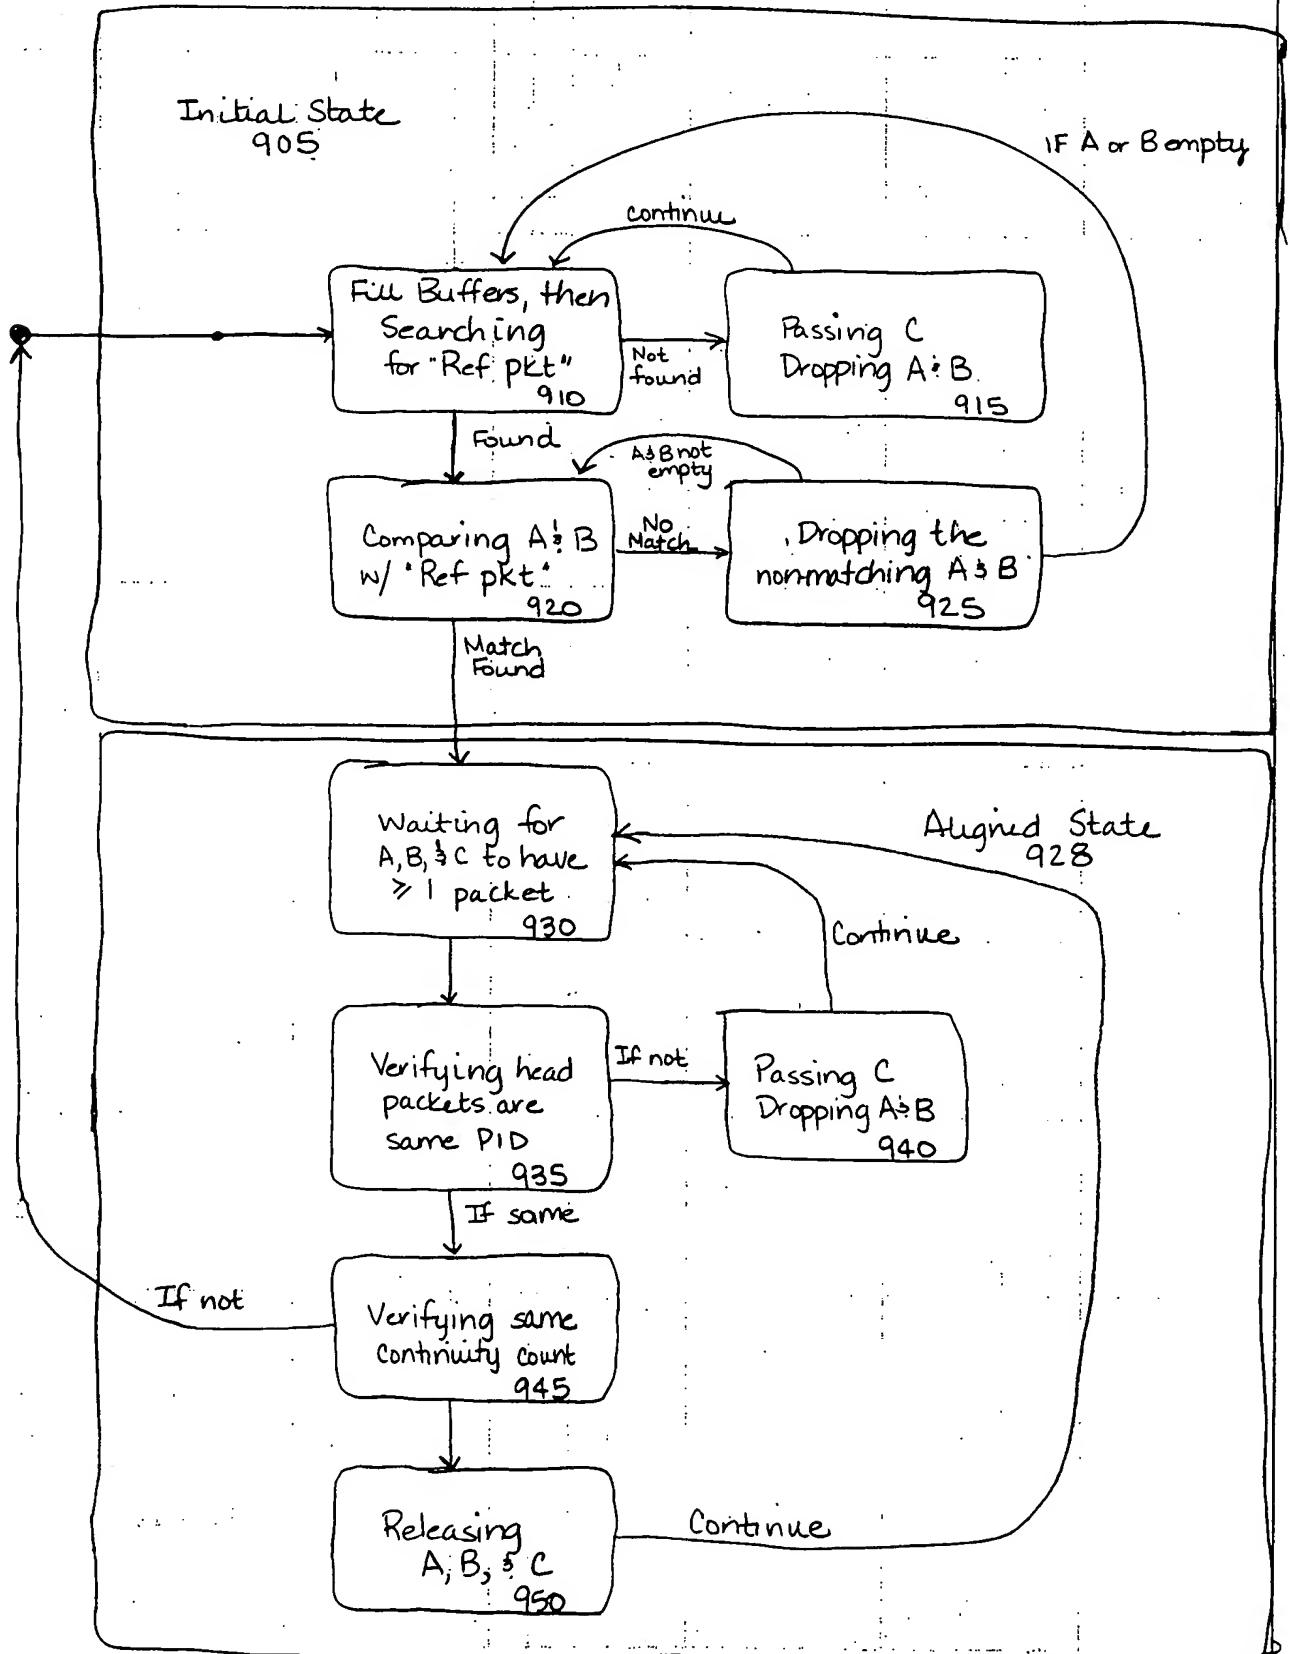 Initial State
905
IF A or B empty
continue
Fill Buffers, then
Searching
for "Ref pkt"
910
Not
found
Passing C
Dropping A & B
915
Found
A & B not
empty
Comparing A & B
w/ "Ref pkt"
920
No
Match
Dropping the
non-matching A & B
925
Match
Found
Waiting for
A, B, & C to have
≥ 1 packet
930
Aligned State
928
Continue
Verifying head
packets are
same PID
935
If not
Passing C
Dropping A & B
940
If same
If not
Verifying same
continuity count
945
Releasing
A, B, & C
950
Continue